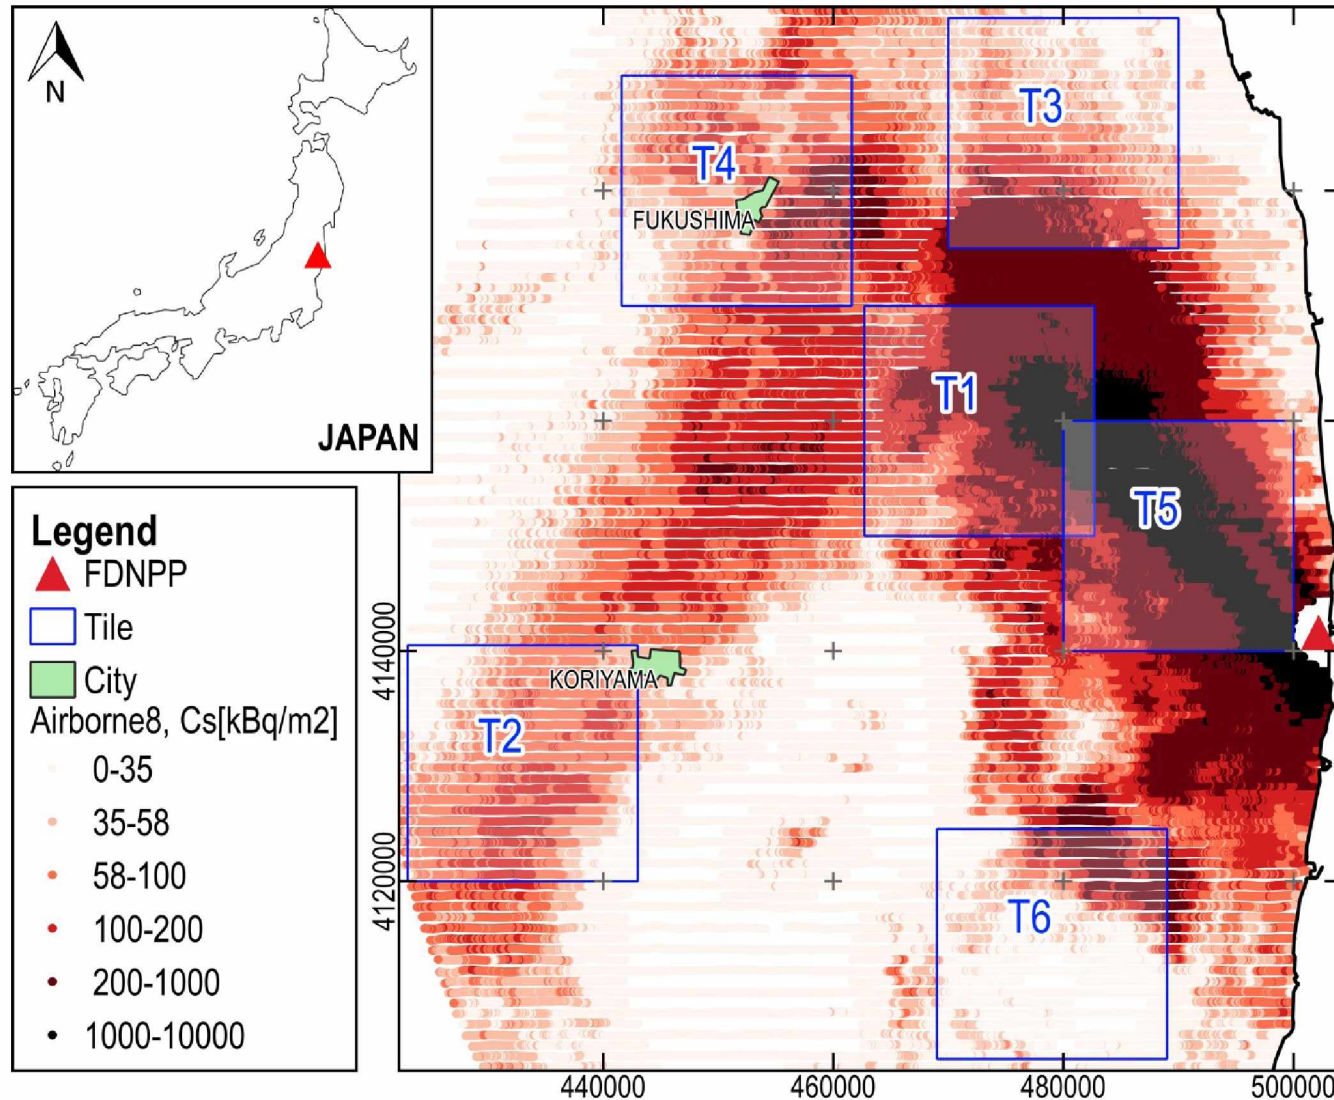 N
JAPAN
T3
T4
FUKUSHIMA
T1
T5
Legend
FDNPP
Tile
City
Airborne8, Cs[kBq/m2]
0-35
35-58
58-100
100-200
200-1000
1000-10000
4140000
KORIYAMA
T2
4120000
T6
440000
460000
480000
500000